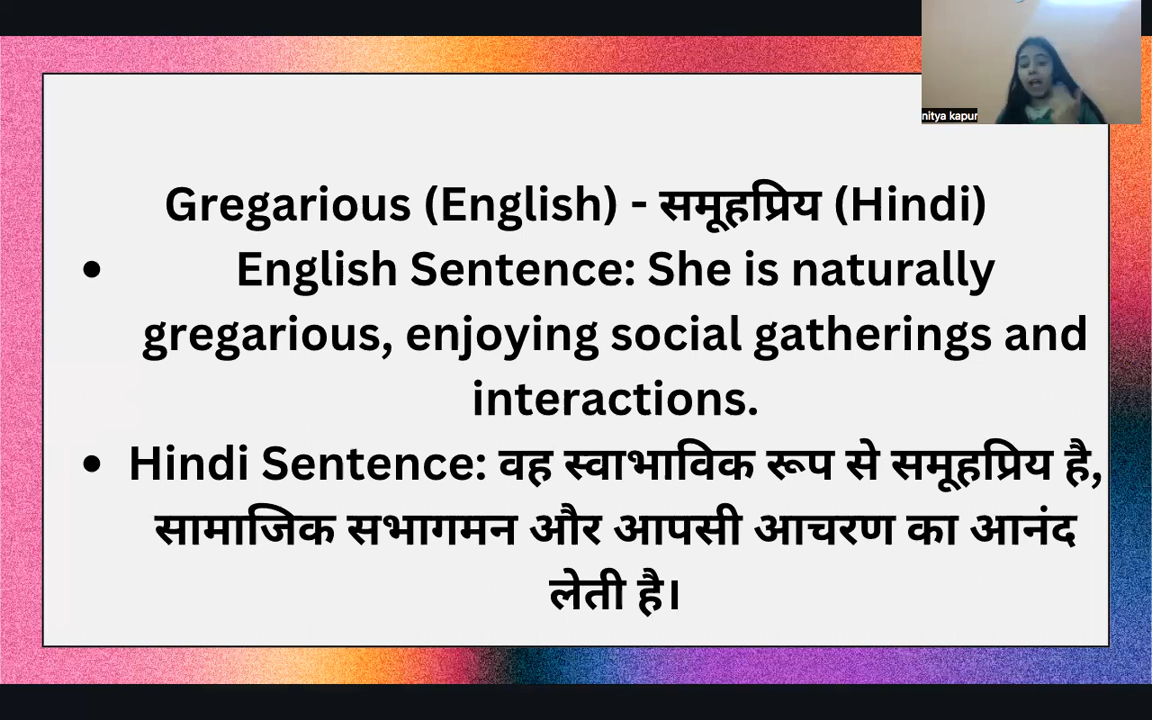 nitya kapur
Gregarious (English) - समूहप्रिय (Hindi)
• English Sentence: She is naturally
gregarious, enjoying social gatherings and
interactions.
• Hindi Sentence: वह स्वाभाविक रूप से समूहप्रिय है,
सामाजिक सभागमन और आपसी आचरण का आनंद
लेती है।